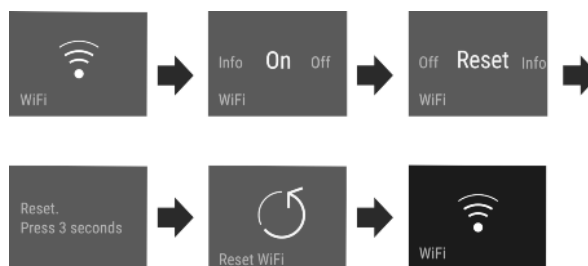 WiFi
Info On Off
WiFi
Off Reset Info
WiFi
Reset.
Press 3 seconds
Reset WiFi
WiFi